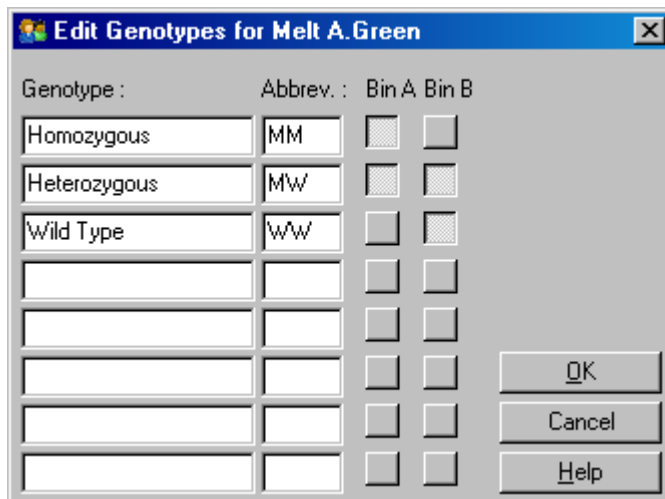 Edit Genotypes for Melt A.Green
Genotype : Abbrev. : Bin A Bin B
Homozygous MM
Heterozygous MW
Wild Type WW
OK
Cancel
Help